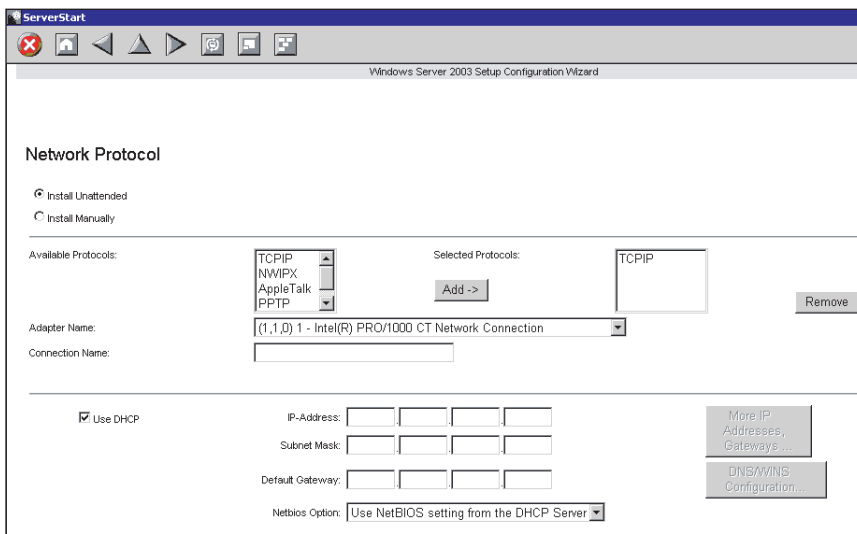 ServerStart
Windows Server 2003 Setup Configuration Wizard
Network Protocol
Install Unattended
Install Manually
Available Protocols:
TCPIP
NWIPX
AppleTalk
PPTP
Add ->
Selected Protocols:
TCPIP
Remove
Adapter Name:
(1,1,0) 1 - Intel(R) PRO/1000 CT Network Connection
Connection Name:
Use DHCP
IP-Address:
Subnet Mask:
Default Gateway:
Netbios Option:
Use NetBIOS setting from the DHCP Server
More IP
Addresses,
Gateways ...
DNS/WINS
Configuration...